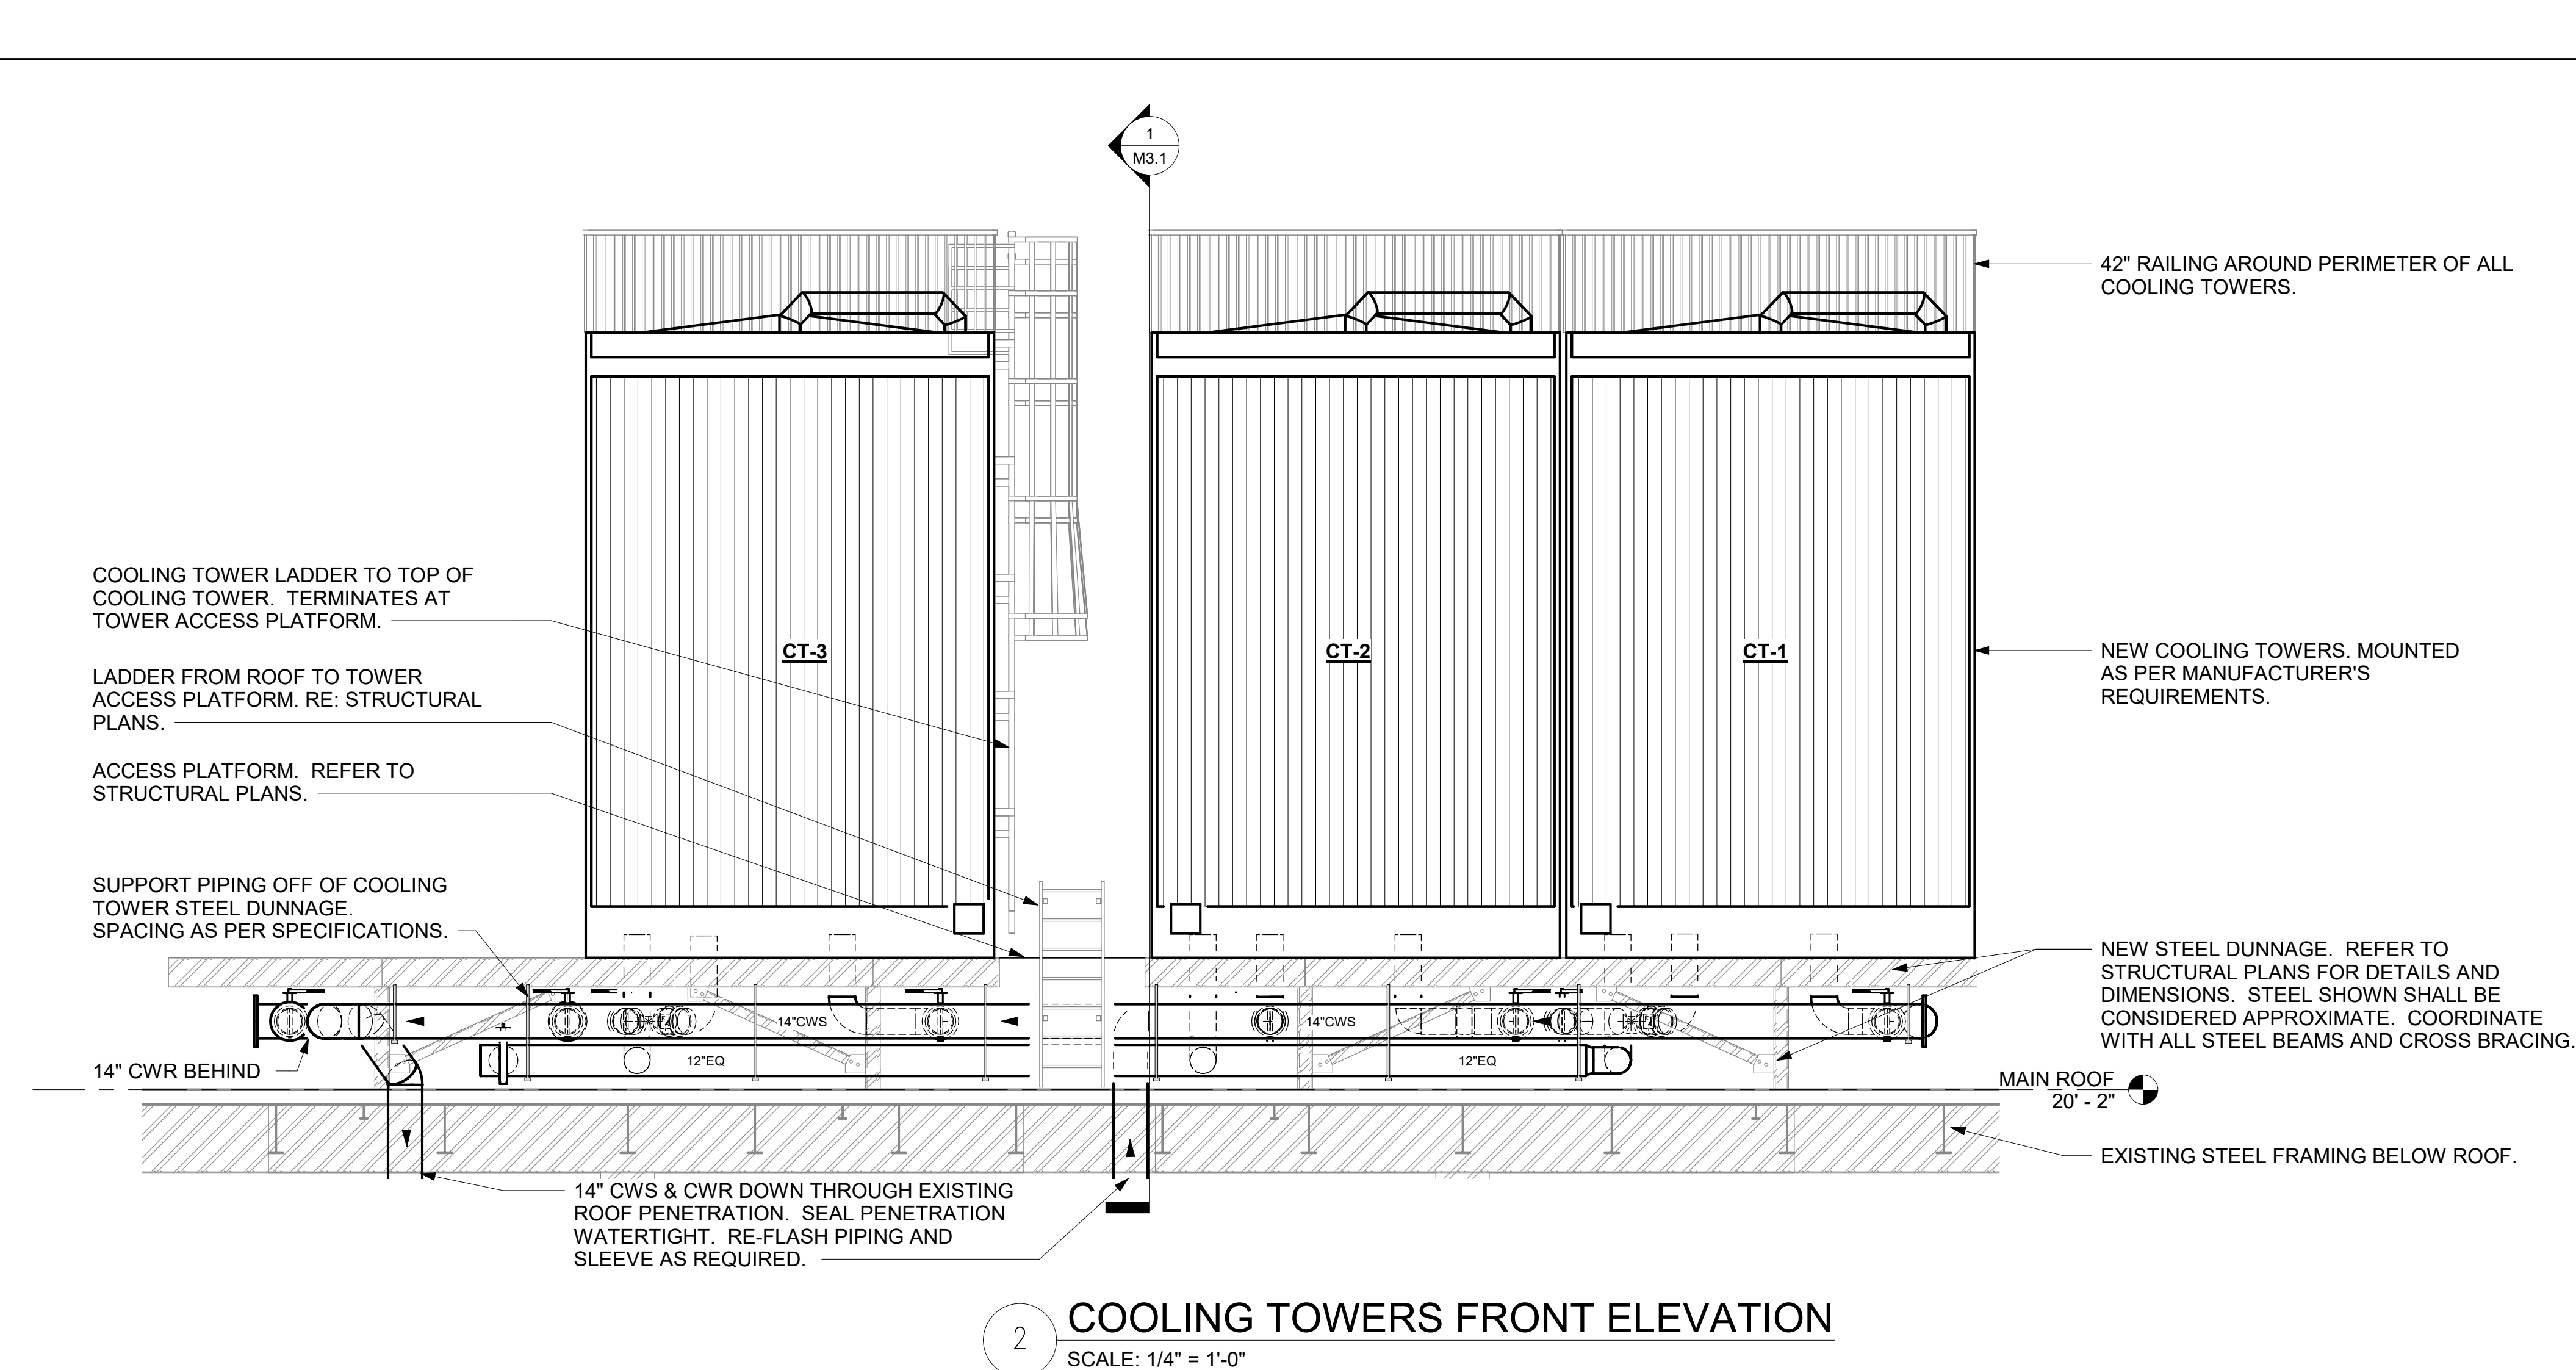 1
M3.1
42" RAILING AROUND PERIMETER OF ALL
COOLING TOWERS.
COOLING TOWER LADDER TO TOP OF
COOLING TOWER. TERMINATES AT
TOWER ACCESS PLATFORM.
LADDER FROM ROOF TO TOWER
ACCESS PLATFORM. RE: STRUCTURAL
PLANS.
ACCESS PLATFORM. REFER TO
STRUCTURAL PLANS.
SUPPORT PIPING OFF OF COOLING
TOWER STEEL DUNNAGE.
SPACING AS PER SPECIFICATIONS.
14" CWR BEHIND
CT-3
CT-2
CT-1
NEW COOLING TOWERS. MOUNTED
AS PER MANUFACTURER'S
REQUIREMENTS.
NEW STEEL DUNNAGE. REFER TO
STRUCTURAL PLANS FOR DETAILS AND
DIMENSIONS. STEEL SHOWN SHALL BE
CONSIDERED APPROXIMATE. COORDINATE
WITH ALL STEEL BEAMS AND CROSS BRACING.
14"CWS
14"CWS
12"EQ
12"EQ
MAIN ROOF
20' - 2"
EXISTING STEEL FRAMING BELOW ROOF.
14" CWS & CWR DOWN THROUGH EXISTING
ROOF PENETRATION. SEAL PENETRATION
WATERTIGHT. RE-FLASH PIPING AND
SLEEVE AS REQUIRED.
2
COOLING TOWERS FRONT ELEVATION
SCALE: 1/4" = 1'-0"